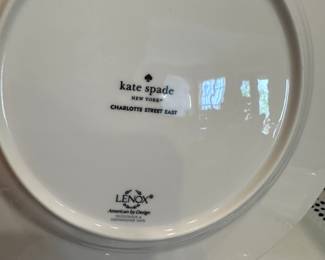 kate spade
NEW YORK
CHARLOTTE STREET EAST
LENOX®
American by Design